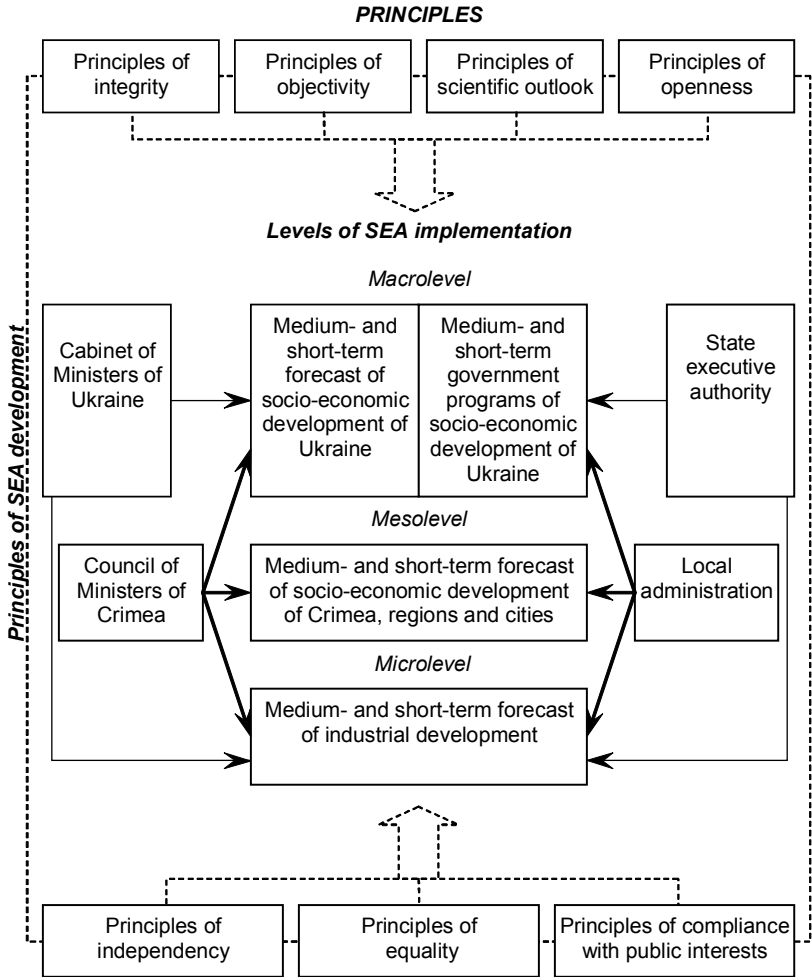 PRINCIPLES
Principles of
integrity
Principles of
objectivity
Principles of
scientific outlook
Principles of
openness
Levels of SEA implementation
Macrolevel
Principles of SEA development
Cabinet of
Ministers of
Ukraine
Medium- and
short-term
forecast of
socio-economic
development of
Ukraine
Medium- and
short-term
government
programs of
socio-economic
development of
Ukraine
State
executive
authority
Mesolevel
Council of
Ministers of
Crimea
Medium- and short-term forecast
of socio-economic development
of Crimea, regions and cities
Local
administration
Microlevel
Medium- and short-term forecast
of industrial development
Principles of
independency
Principles of
equality
Principles of compliance
with public interests